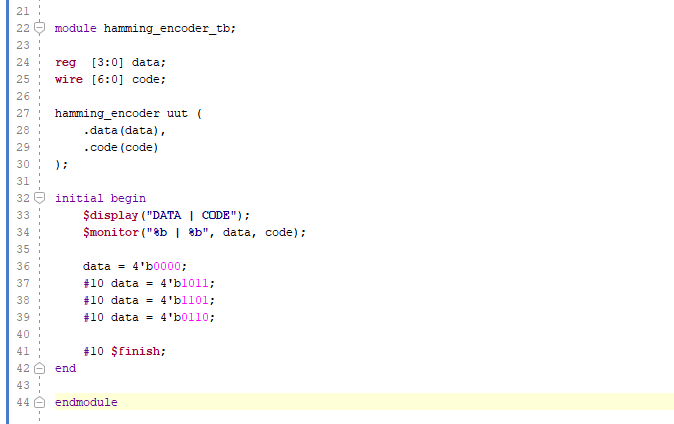 21
22 module hamming_encoder_tb;
23
24 reg  [3:0] data;
25 wire [6:0] code;
26
27 hamming_encoder uut (
28     .data(data),
29     .code(code)
30 );
31
32 initial begin
33     $display("DATA | CODE");
34     $monitor("%b | %b", data, code);
35
36     data = 4'b0000;
37     #10 data = 4'b1011;
38     #10 data = 4'b1101;
39     #10 data = 4'b0110;
40
41     #10 $finish;
42 end
43
44 endmodule